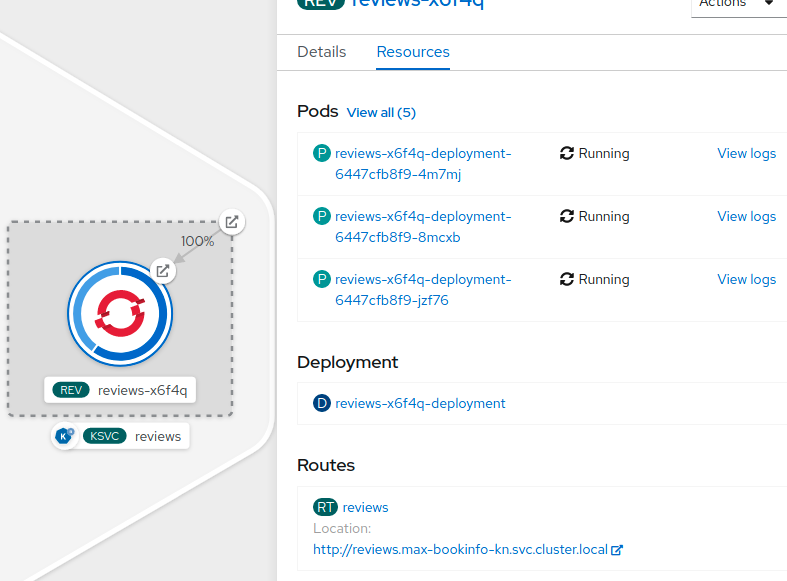 REV reviews-x6f4q
Actions
Details Resources
Pods View all (5)
P reviews-x6f4q-deployment-
6447cfb8f9-4m7mj
Running
View logs
P reviews-x6f4q-deployment-
6447cfb8f9-8mcxb
Running
View logs
P reviews-x6f4q-deployment-
6447cfb8f9-jzf76
Running
View logs
Deployment
D reviews-x6f4q-deployment
Routes
RT reviews
Location:
http://reviews.max-bookinfo-kn.svc.cluster.local
100%
REV reviews-x6f4q
K KSVC reviews